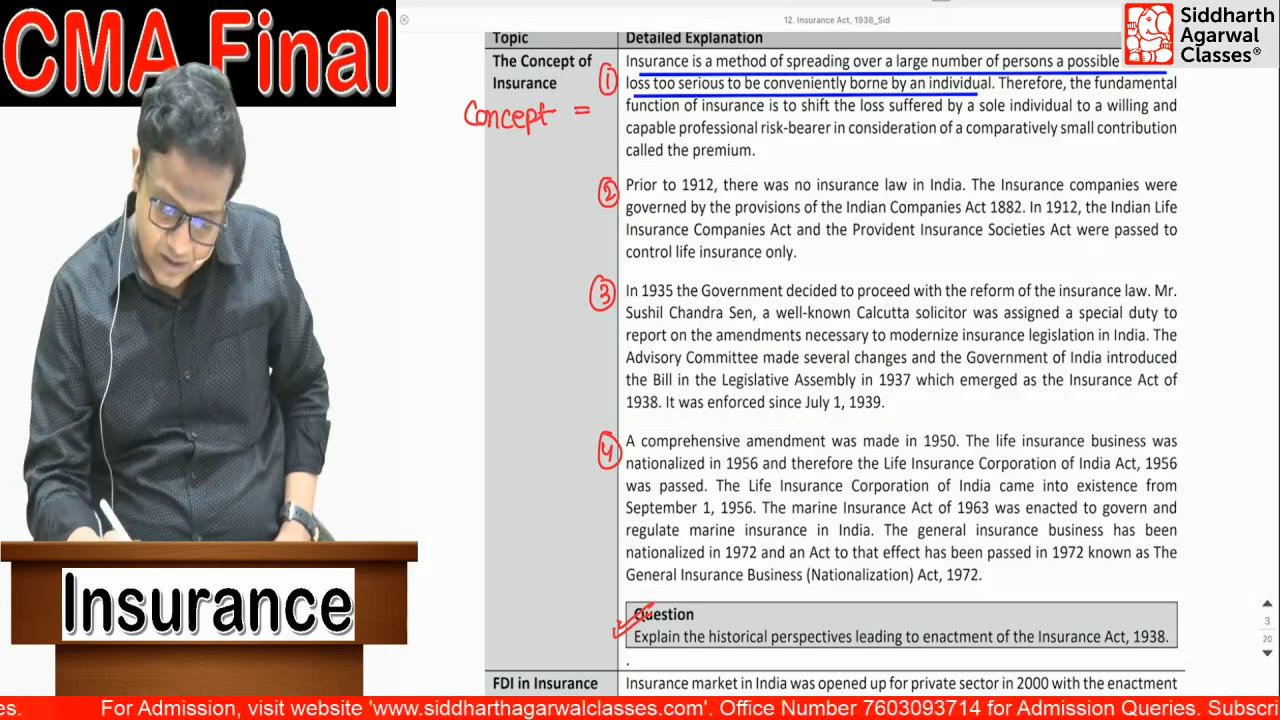 CMA Final
12. Insurance Act, 1938_Sid
Siddharth
Agarwal
Classes®
Topic
Detailed Explanation
The Concept of
Insurance
Concept =
①
Insurance is a method of spreading over a large number of persons a possible
loss too serious to be conveniently borne by an individual. Therefore, the fundamental
function of insurance is to shift the loss suffered by a sole individual to a willing and
capable professional risk-bearer in consideration of a comparatively small contribution
called the premium.
②
Prior to 1912, there was no insurance law in India. The Insurance companies were
governed by the provisions of the Indian Companies Act 1882. In 1912, the Indian Life
Insurance Companies Act and the Provident Insurance Societies Act were passed to
control life insurance only.
③
In 1935 the Government decided to proceed with the reform of the insurance law. Mr.
Sushil Chandra Sen, a well-known Calcutta solicitor was assigned a special duty to
report on the amendments necessary to modernize insurance legislation in India. The
Advisory Committee made several changes and the Government of India introduced
the Bill in the Legislative Assembly in 1937 which emerged as the Insurance Act of
1938. It was enforced since July 1, 1939.
④
A comprehensive amendment was made in 1950. The life insurance business was
nationalized in 1956 and therefore the Life Insurance Corporation of India Act, 1956
was passed. The Life Insurance Corporation of India came into existence from
September 1, 1956. The marine Insurance Act of 1963 was enacted to govern and
regulate marine insurance in India. The general insurance business has been
nationalized in 1972 and an Act to that effect has been passed in 1972 known as The
General Insurance Business (Nationalization) Act, 1972.
Question
Explain the historical perspectives leading to enactment of the Insurance Act, 1938.
.
FDI in Insurance
Insurance market in India was opened up for private sector in 2000 with the enactment
3
20
Insurance
es. For Admission, visit website 'www.siddharthagarwalclasses.com'. Office Number 7603093714 for Admission Queries. Subscri